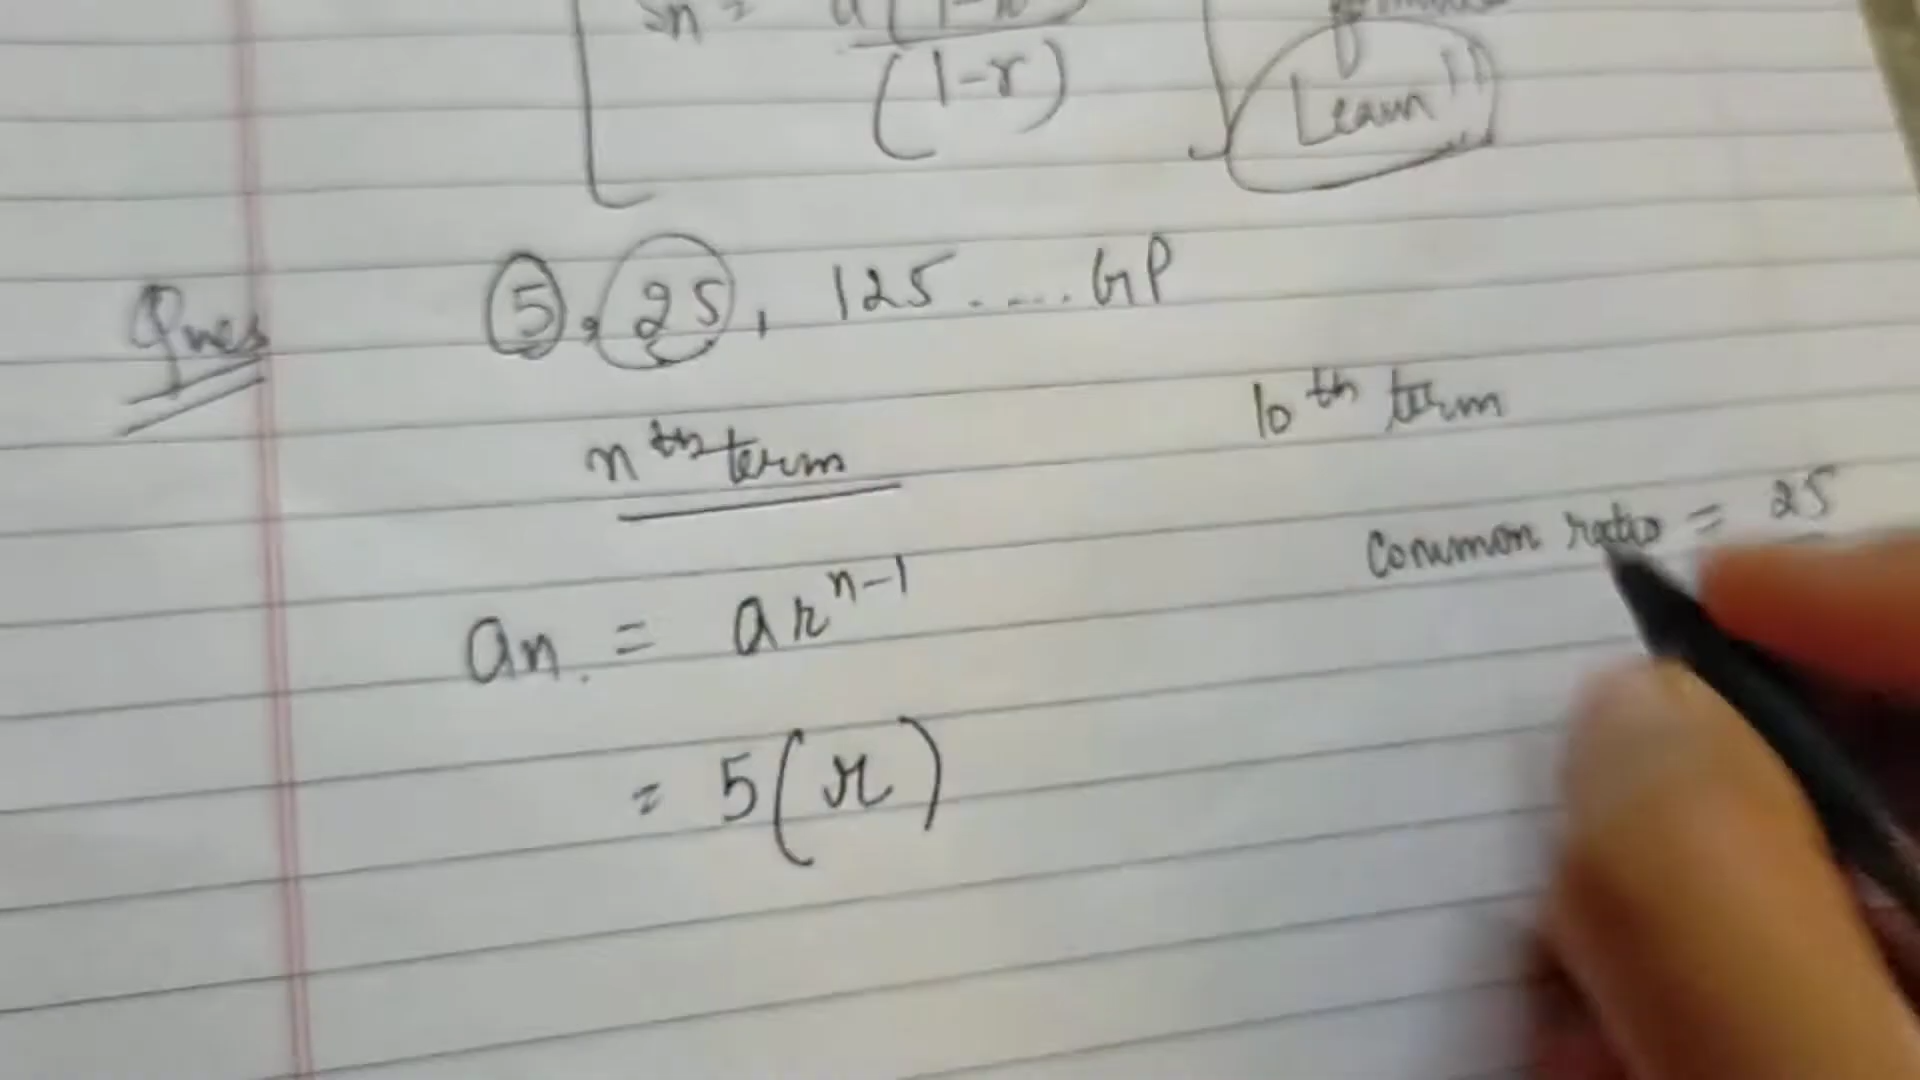 (1-r)
Learn
Ques 5, 25, 125 .... GP
nth term 10th term
Common ratio = 25
an = ar^n-1
= 5(r)